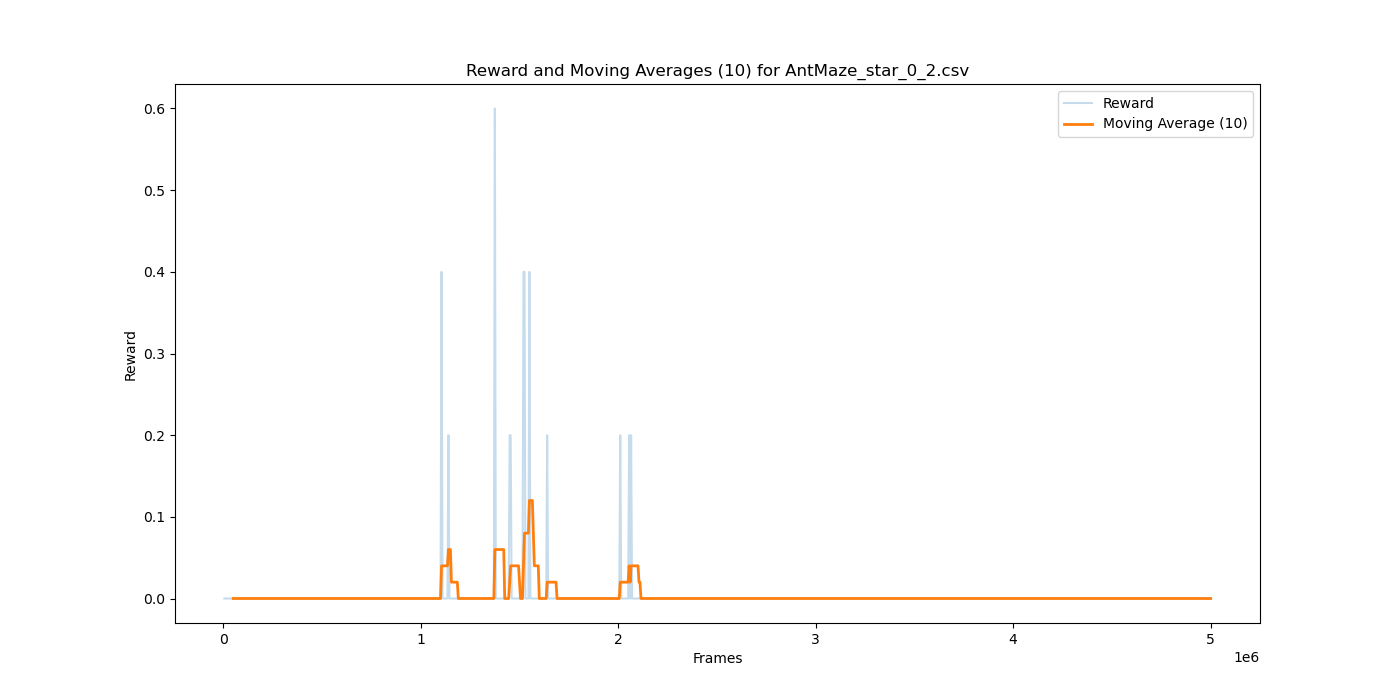 Reward and Moving Averages (10) for AntMaze_star_0_2.csv
Reward
Moving Average (10)
0.6
0.5
0.4
0.3
0.2
0.1
0.0
Reward
0
1
2
3
4
5
1e6
Frames